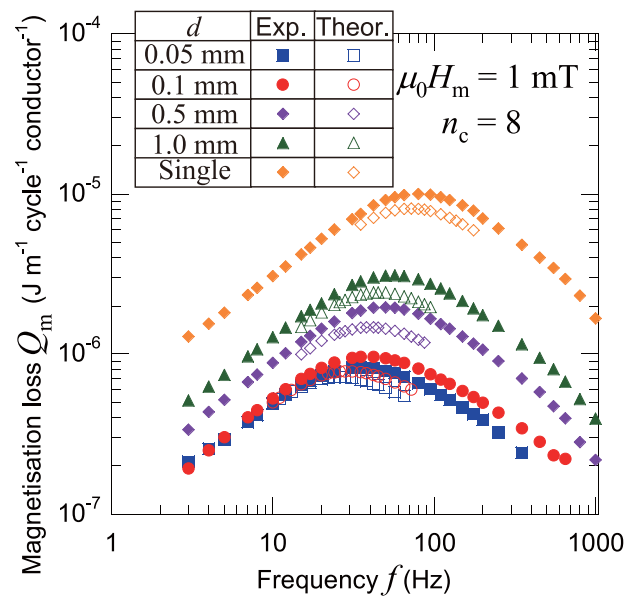 d Exp. Theor.
0.05 mm
0.1 mm
0.5 mm
1.0 mm
Single
μ₀Hₘ = 1 mT
n_c = 8
Magnetisation loss Qₘ (J m⁻¹ cycle⁻¹ conductor⁻¹)
10⁻⁴
10⁻⁵
10⁻⁶
10⁻⁷
1 10 100 1000
Frequency f (Hz)